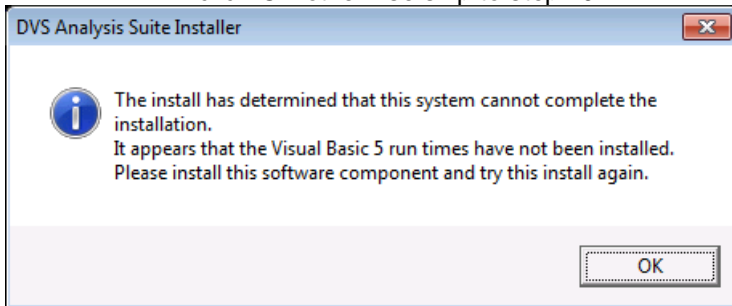 DVS Analysis Suite Installer
The install has determined that this system cannot complete the
installation.
It appears that the Visual Basic 5 run times have not been installed.
Please install this software component and try this install again.
OK